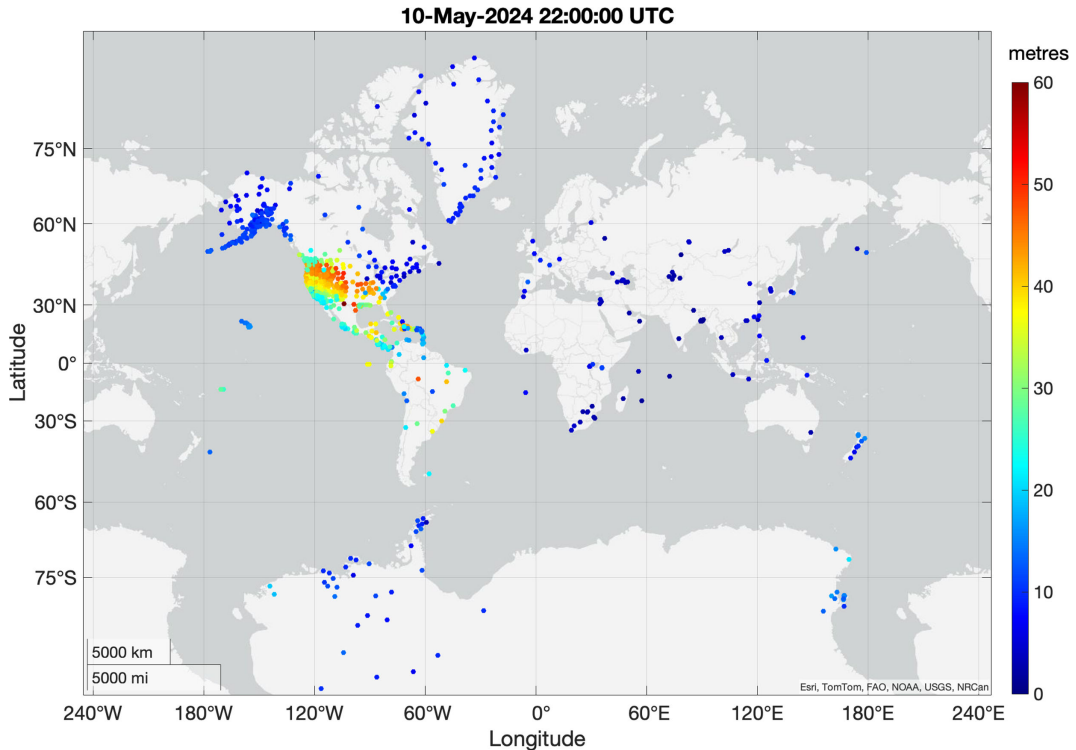 10-May-2024 22:00:00 UTC
metres
60
50
40
30
20
10
0
Latitude
75°N
60°N
30°N
0°
30°S
60°S
75°S
5000 km
5000 mi
Esri, TomTom, FAO, NOAA, USGS, NRCan
240°W 180°W 120°W 60°W 0° 60°E 120°E 180°E 240°E
Longitude